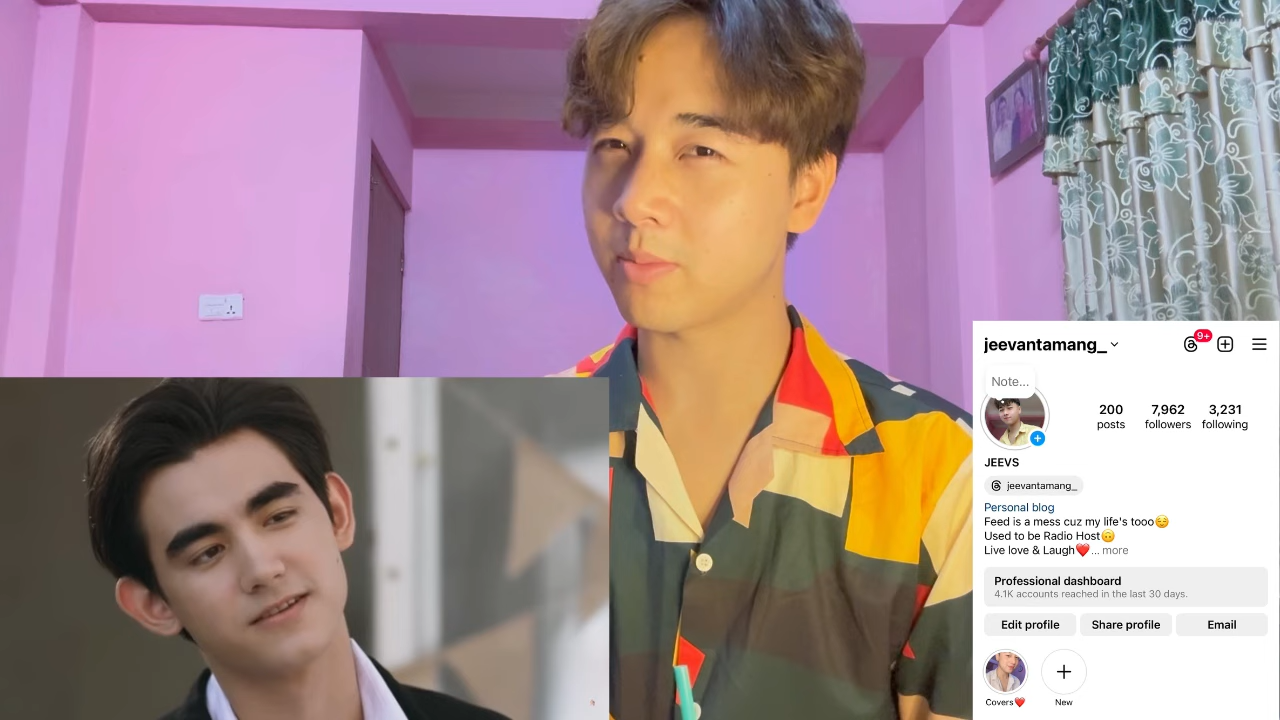 jeevantamang_
9+
Note...
200
posts
7,962
followers
3,231
following
JEEVS
jeevantamang_
Personal blog
Feed is a mess cuz my life's tooo😌
Used to be Radio Host🙃
Live love & Laugh❤️... more
Professional dashboard
4.1K accounts reached in the last 30 days.
Edit profile
Share profile
Email
Covers❤️
New